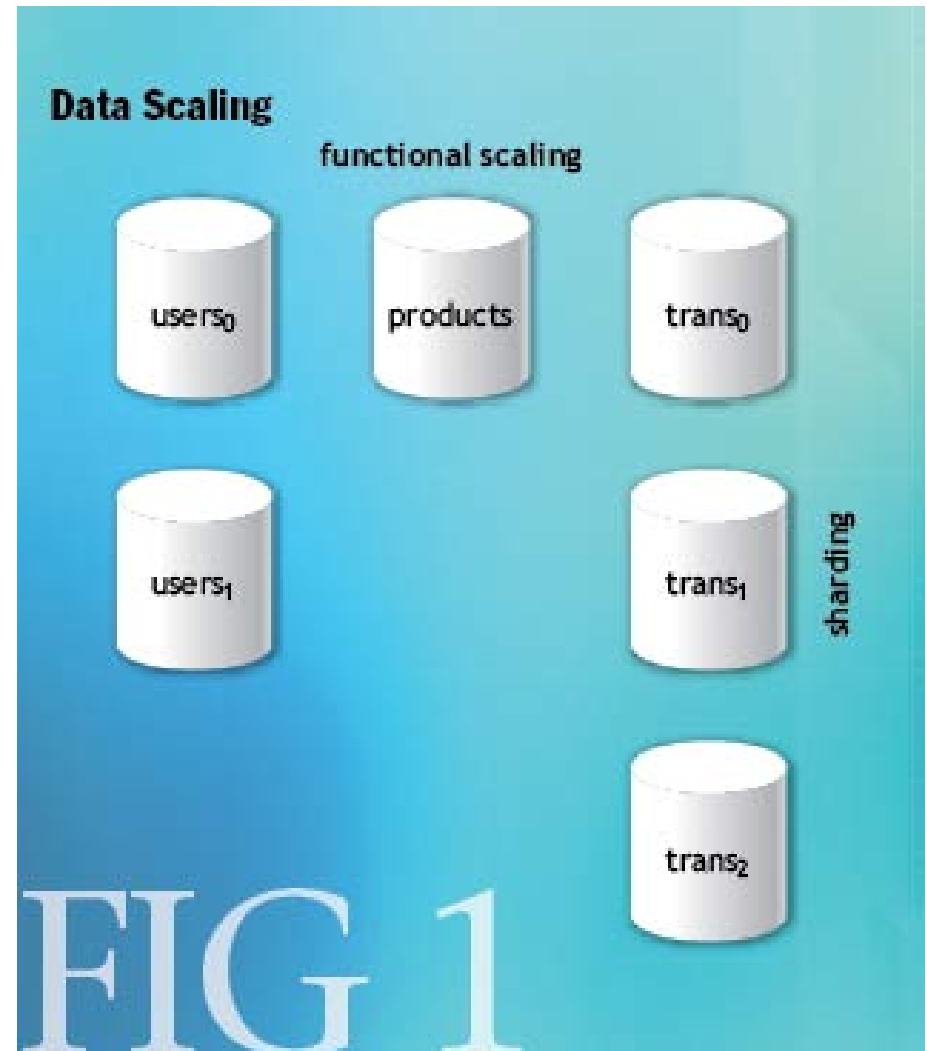 Data Scaling
functional scaling
users₀
products
trans₀
users₁
trans₁
sharding
trans₂
FIG 1